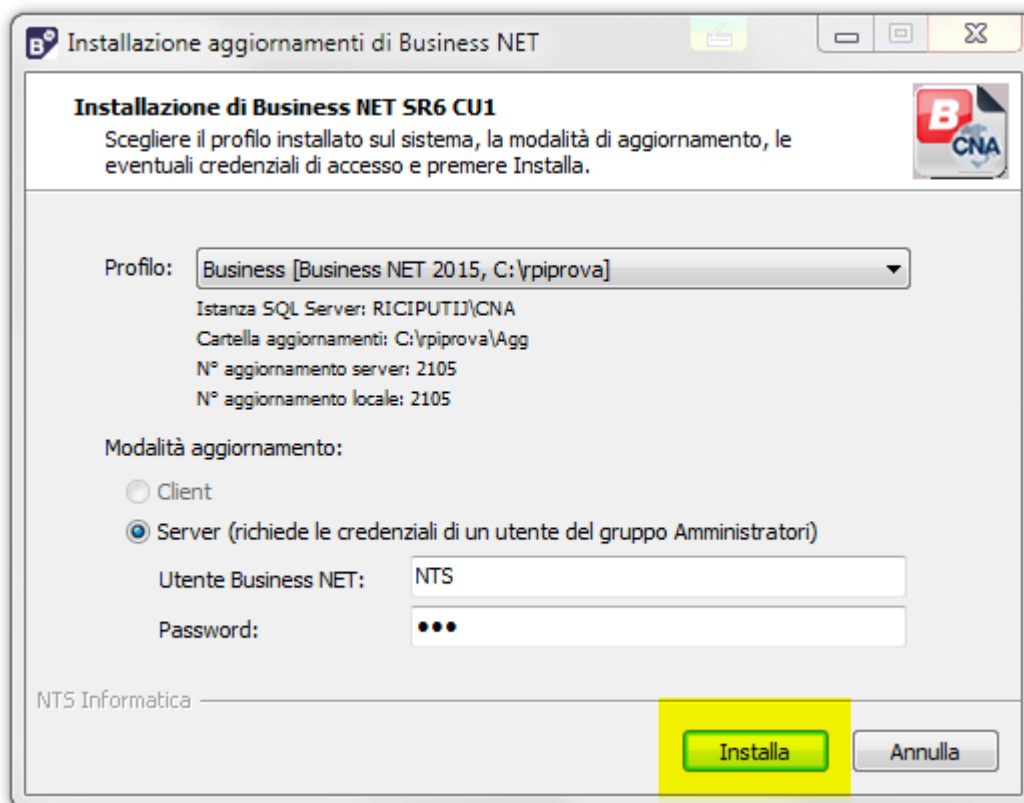 B
Installazione aggiornamenti di Business NET
Installazione di Business NET SR6 CU1
Scegliere il profilo installato sul sistema, la modalità di aggiornamento, le
eventuali credenziali di accesso e premere Installa.
B
CNA
Profilo: Business [Business NET 2015, C:\rpiprova]
Istanza SQL Server: RICIPUTIJ\CNA
Cartella aggiornamenti: C:\rpiprova\Agg
N° aggiornamento server: 2105
N° aggiornamento locale: 2105
Modalità aggiornamento:
Client
Server (richiede le credenziali di un utente del gruppo Amministratori)
Utente Business NET: NTS
Password: •••
NTS Informatica
Installa Annulla